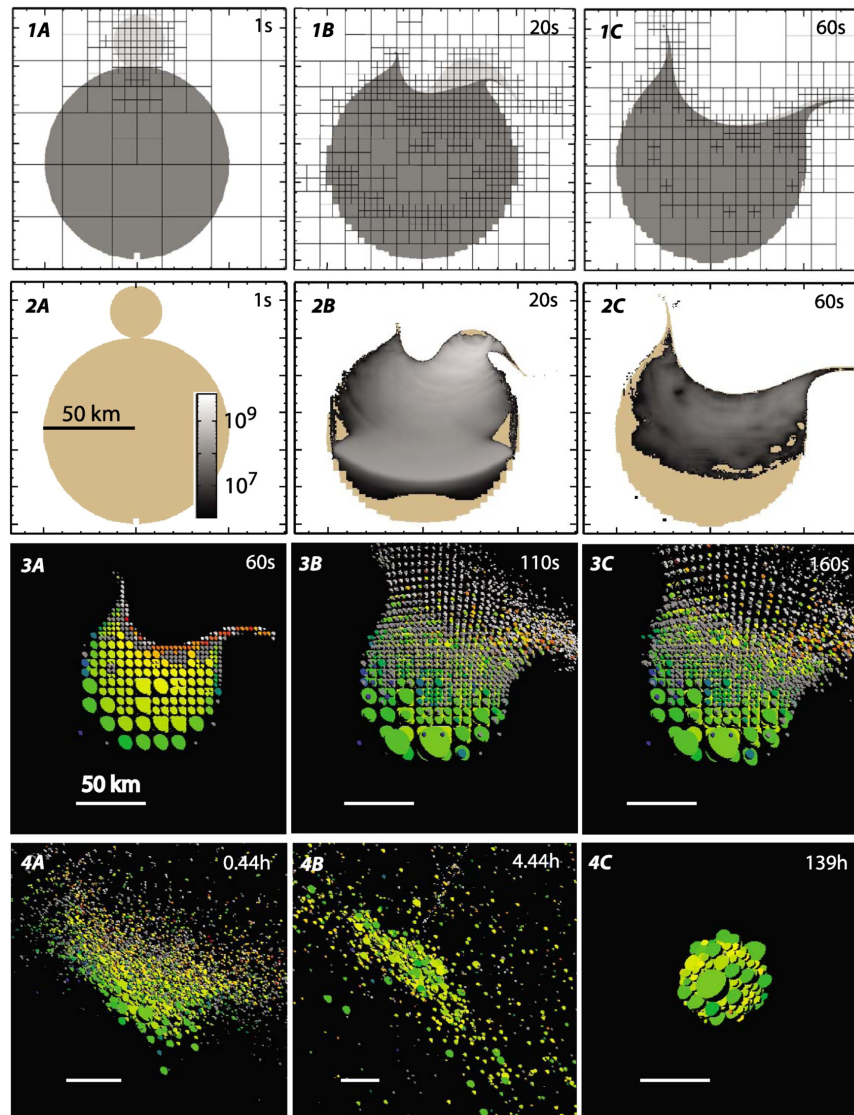 1A 1s
1B 20s
1C 60s
2A 1s
50 km
10⁹
10⁷
2B 20s
2C 60s
3A 60s
50 km
3B 110s
3C 160s
4A 0.44h
4B 4.44h
4C 139h